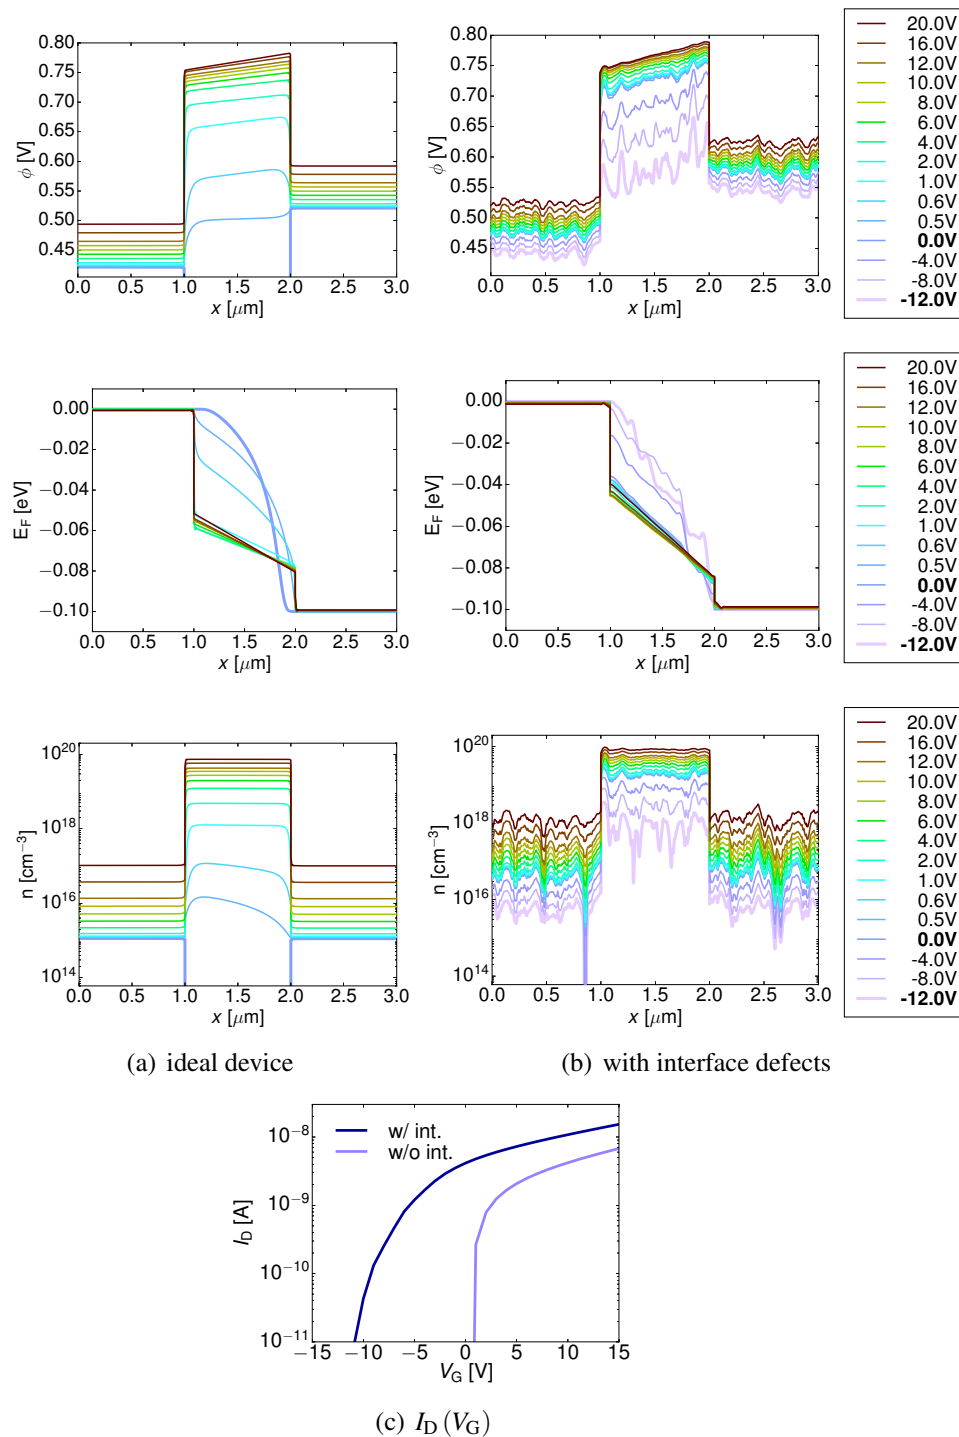 0.80
0.75
0.70
0.65
0.60
0.55
0.50
0.45
ϕ [V]
0.0 0.5 1.0 1.5 2.0 2.5 3.0
x [μm]
0.80
0.75
0.70
0.65
0.60
0.55
0.50
0.45
ϕ [V]
0.0 0.5 1.0 1.5 2.0 2.5 3.0
x [μm]
20.0V
16.0V
12.0V
10.0V
8.0V
6.0V
4.0V
2.0V
1.0V
0.6V
0.5V
0.0V
-4.0V
-8.0V
-12.0V
0.00
−0.02
−0.04
−0.06
−0.08
−0.10
E_F [eV]
0.0 0.5 1.0 1.5 2.0 2.5 3.0
x [μm]
0.00
−0.02
−0.04
−0.06
−0.08
−0.10
E_F [eV]
0.0 0.5 1.0 1.5 2.0 2.5 3.0
x [μm]
20.0V
16.0V
12.0V
10.0V
8.0V
6.0V
4.0V
2.0V
1.0V
0.6V
0.5V
0.0V
-4.0V
-8.0V
-12.0V
10^20
10^18
10^16
10^14
n [cm^−3]
0.0 0.5 1.0 1.5 2.0 2.5 3.0
x [μm]
10^20
10^18
10^16
10^14
n [cm^−3]
0.0 0.5 1.0 1.5 2.0 2.5 3.0
x [μm]
20.0V
16.0V
12.0V
10.0V
8.0V
6.0V
4.0V
2.0V
1.0V
0.6V
0.5V
0.0V
-4.0V
-8.0V
-12.0V
(a) ideal device
(b) with interface defects
w/ int.
w/o int.
10^−8
10^−9
10^−10
10^−11
I_D [A]
−15 −10 −5 0 5 10 15
V_G [V]
(c) I_D (V_G)